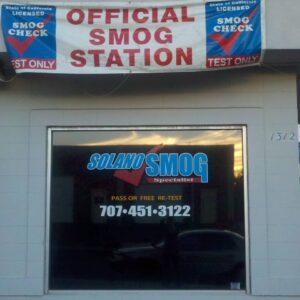 State of California
LICENSED
SMOG
CHECK
TEST ONLY
OFFICIAL
SMOG
STATION
State of California
LICENSED
SMOG
CHECK
TEST ONLY
1312
SOLANO SMOG
Specialist
PASS OR FREE RE-TEST
707•451•3122